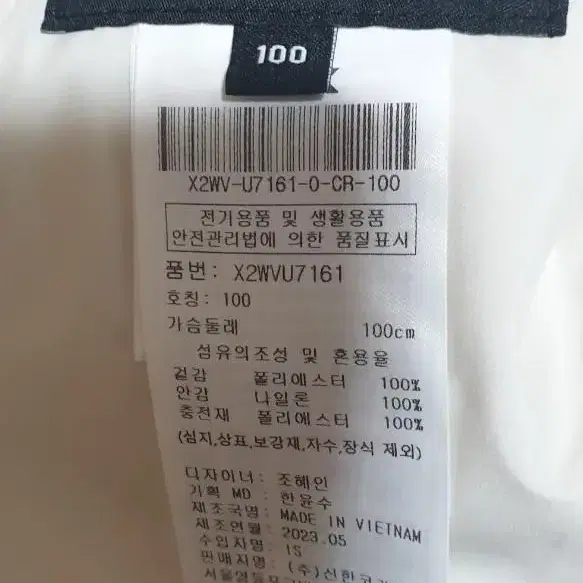 100
X2WV-U7161-0-CR-100
전기용품 및 생활용품
안전관리법에 의한 품질표시
품번: X2WVU7161
호칭: 100
가슴둘레 100cm
섬유의조성 및 혼용율
겉감 폴리에스터 100%
안감 나일론 100%
충전재 폴리에스터 100%
(심지,상표,보강재,자수,장식 제외)
디자이너: 조혜인
기획 MD: 한윤수
제조국명: MADE IN VIETNAM
제조연월: 2023.05
수입자명: IS
판매자명: (주)신한코
서울영등포